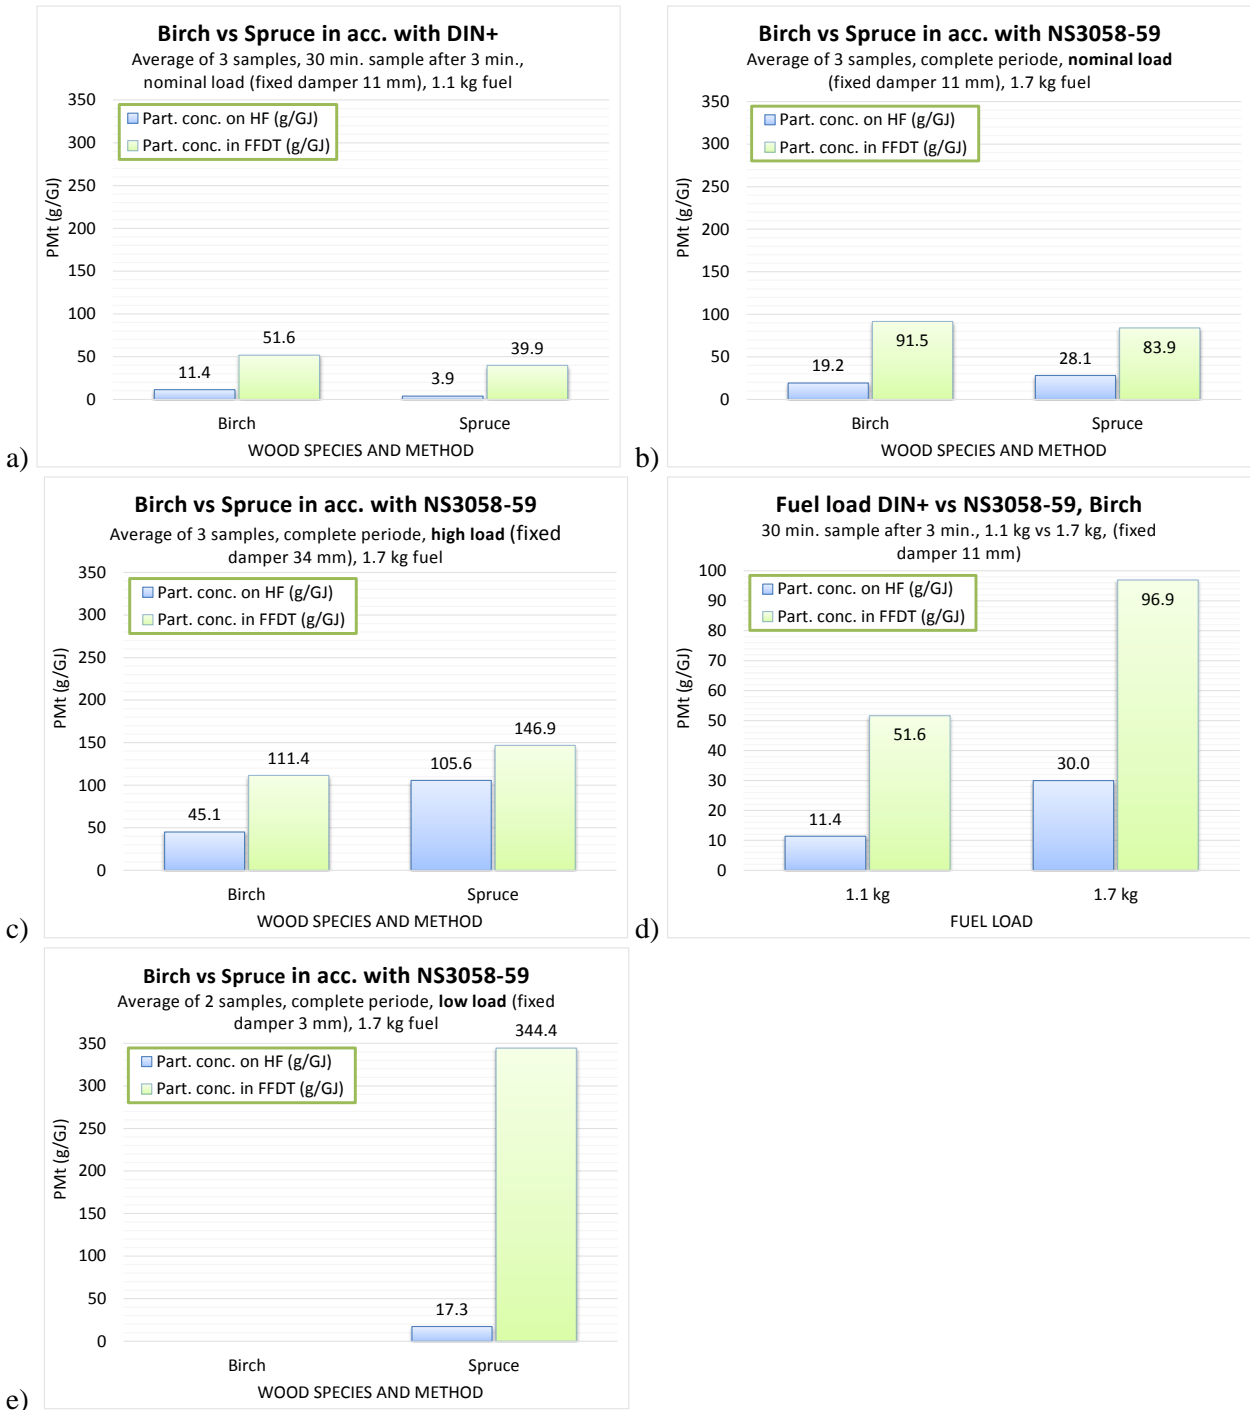 Birch vs Spruce in acc. with DIN+
Average of 3 samples, 30 min. sample after 3 min.,
nominal load (fixed damper 11 mm), 1.1 kg fuel
Part. conc. on HF (g/GJ)
Part. conc. in FFDT (g/GJ)
PMt (g/GJ)
350
300
250
200
150
100
50
0
11.4
51.6
3.9
39.9
Birch
Spruce
WOOD SPECIES AND METHOD
a)
Birch vs Spruce in acc. with NS3058-59
Average of 3 samples, complete periode, nominal load
(fixed damper 11 mm), 1.7 kg fuel
Part. conc. on HF (g/GJ)
Part. conc. in FFDT (g/GJ)
PMt (g/GJ)
350
300
250
200
150
100
50
0
19.2
91.5
28.1
83.9
Birch
Spruce
WOOD SPECIES AND METHOD
b)
Birch vs Spruce in acc. with NS3058-59
Average of 3 samples, complete periode, high load (fixed
damper 34 mm), 1.7 kg fuel
Part. conc. on HF (g/GJ)
Part. conc. in FFDT (g/GJ)
PMt (g/GJ)
350
300
250
200
150
100
50
0
45.1
111.4
105.6
146.9
Birch
Spruce
WOOD SPECIES AND METHOD
c)
Fuel load DIN+ vs NS3058-59, Birch
30 min. sample after 3 min., 1.1 kg vs 1.7 kg, (fixed
damper 11 mm)
Part. conc. on HF (g/GJ)
Part. conc. in FFDT (g/GJ)
PMt (g/GJ)
100
90
80
70
60
50
40
30
20
10
0
11.4
51.6
30.0
96.9
1.1 kg
1.7 kg
FUEL LOAD
d)
Birch vs Spruce in acc. with NS3058-59
Average of 2 samples, complete periode, low load (fixed
damper 3 mm), 1.7 kg fuel
Part. conc. on HF (g/GJ)
Part. conc. in FFDT (g/GJ)
PMt (g/GJ)
350
300
250
200
150
100
50
0
17.3
344.4
Birch
Spruce
WOOD SPECIES AND METHOD
e)